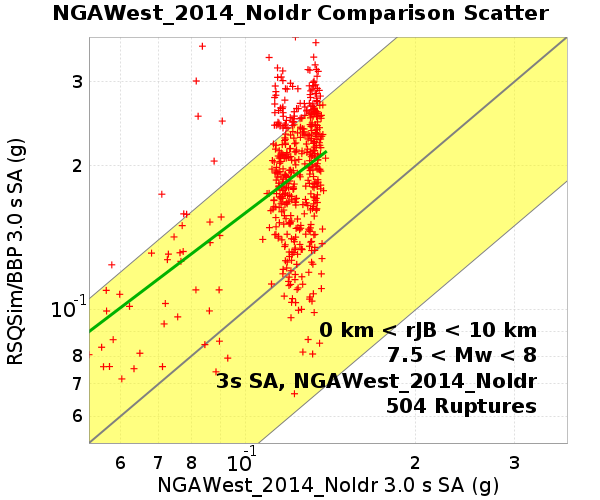 NGAWest_2014_NoIdr Comparison Scatter
RSQSim/BBP 3.0 s SA (g)
3
2
10^-1
8
7
6
0 km < rJB < 10 km
7.5 < Mw < 8
3s SA, NGAWest_2014_NoIdr
504 Ruptures
6 7 8 10^-1 2 3
NGAWest_2014_NoIdr 3.0 s SA (g)